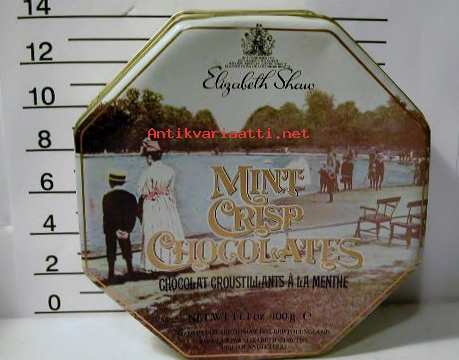 14
12
10
8
6
4
2
0
Elizabeth Shaw
Antikvariaatti.net
MINT
CRISP
CHOCOLATES
CHOCOLAT CROUSTILLANTS À LA MENTHE